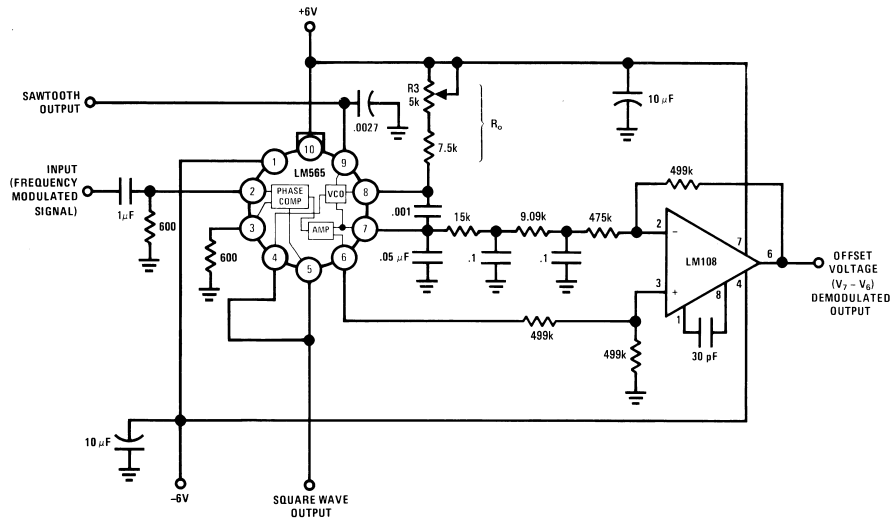 +6V
SAWTOOTH
OUTPUT
.0027
R3
5k
Ro
10 μF
7.5k
INPUT
(FREQUENCY
MODULATED
SIGNAL)
1μF
600
600
LM565
1
2
3
4
5
6
7
8
9
10
PHASE
COMP
VCO
AMP
.001
.05 μF
15k
.1
9.09k
.1
475k
499k
2
–
3
+
LM108
7
6
4
8
1
30 pF
OFFSET
VOLTAGE
(V7 – V6)
DEMODULATED
OUTPUT
499k
499k
10 μF
–6V
SQUARE WAVE
OUTPUT